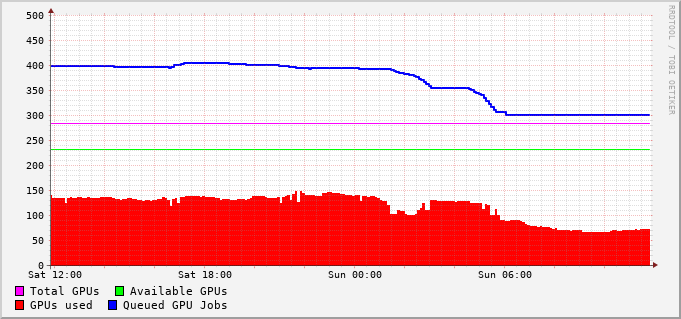 500
450
400
350
300
250
200
150
100
50
0
Sat 12:00 Sat 18:00 Sun 00:00 Sun 06:00
Total GPUs Available GPUs
GPUs used Queued GPU Jobs
RRDTOOL / TOBI OETIKER